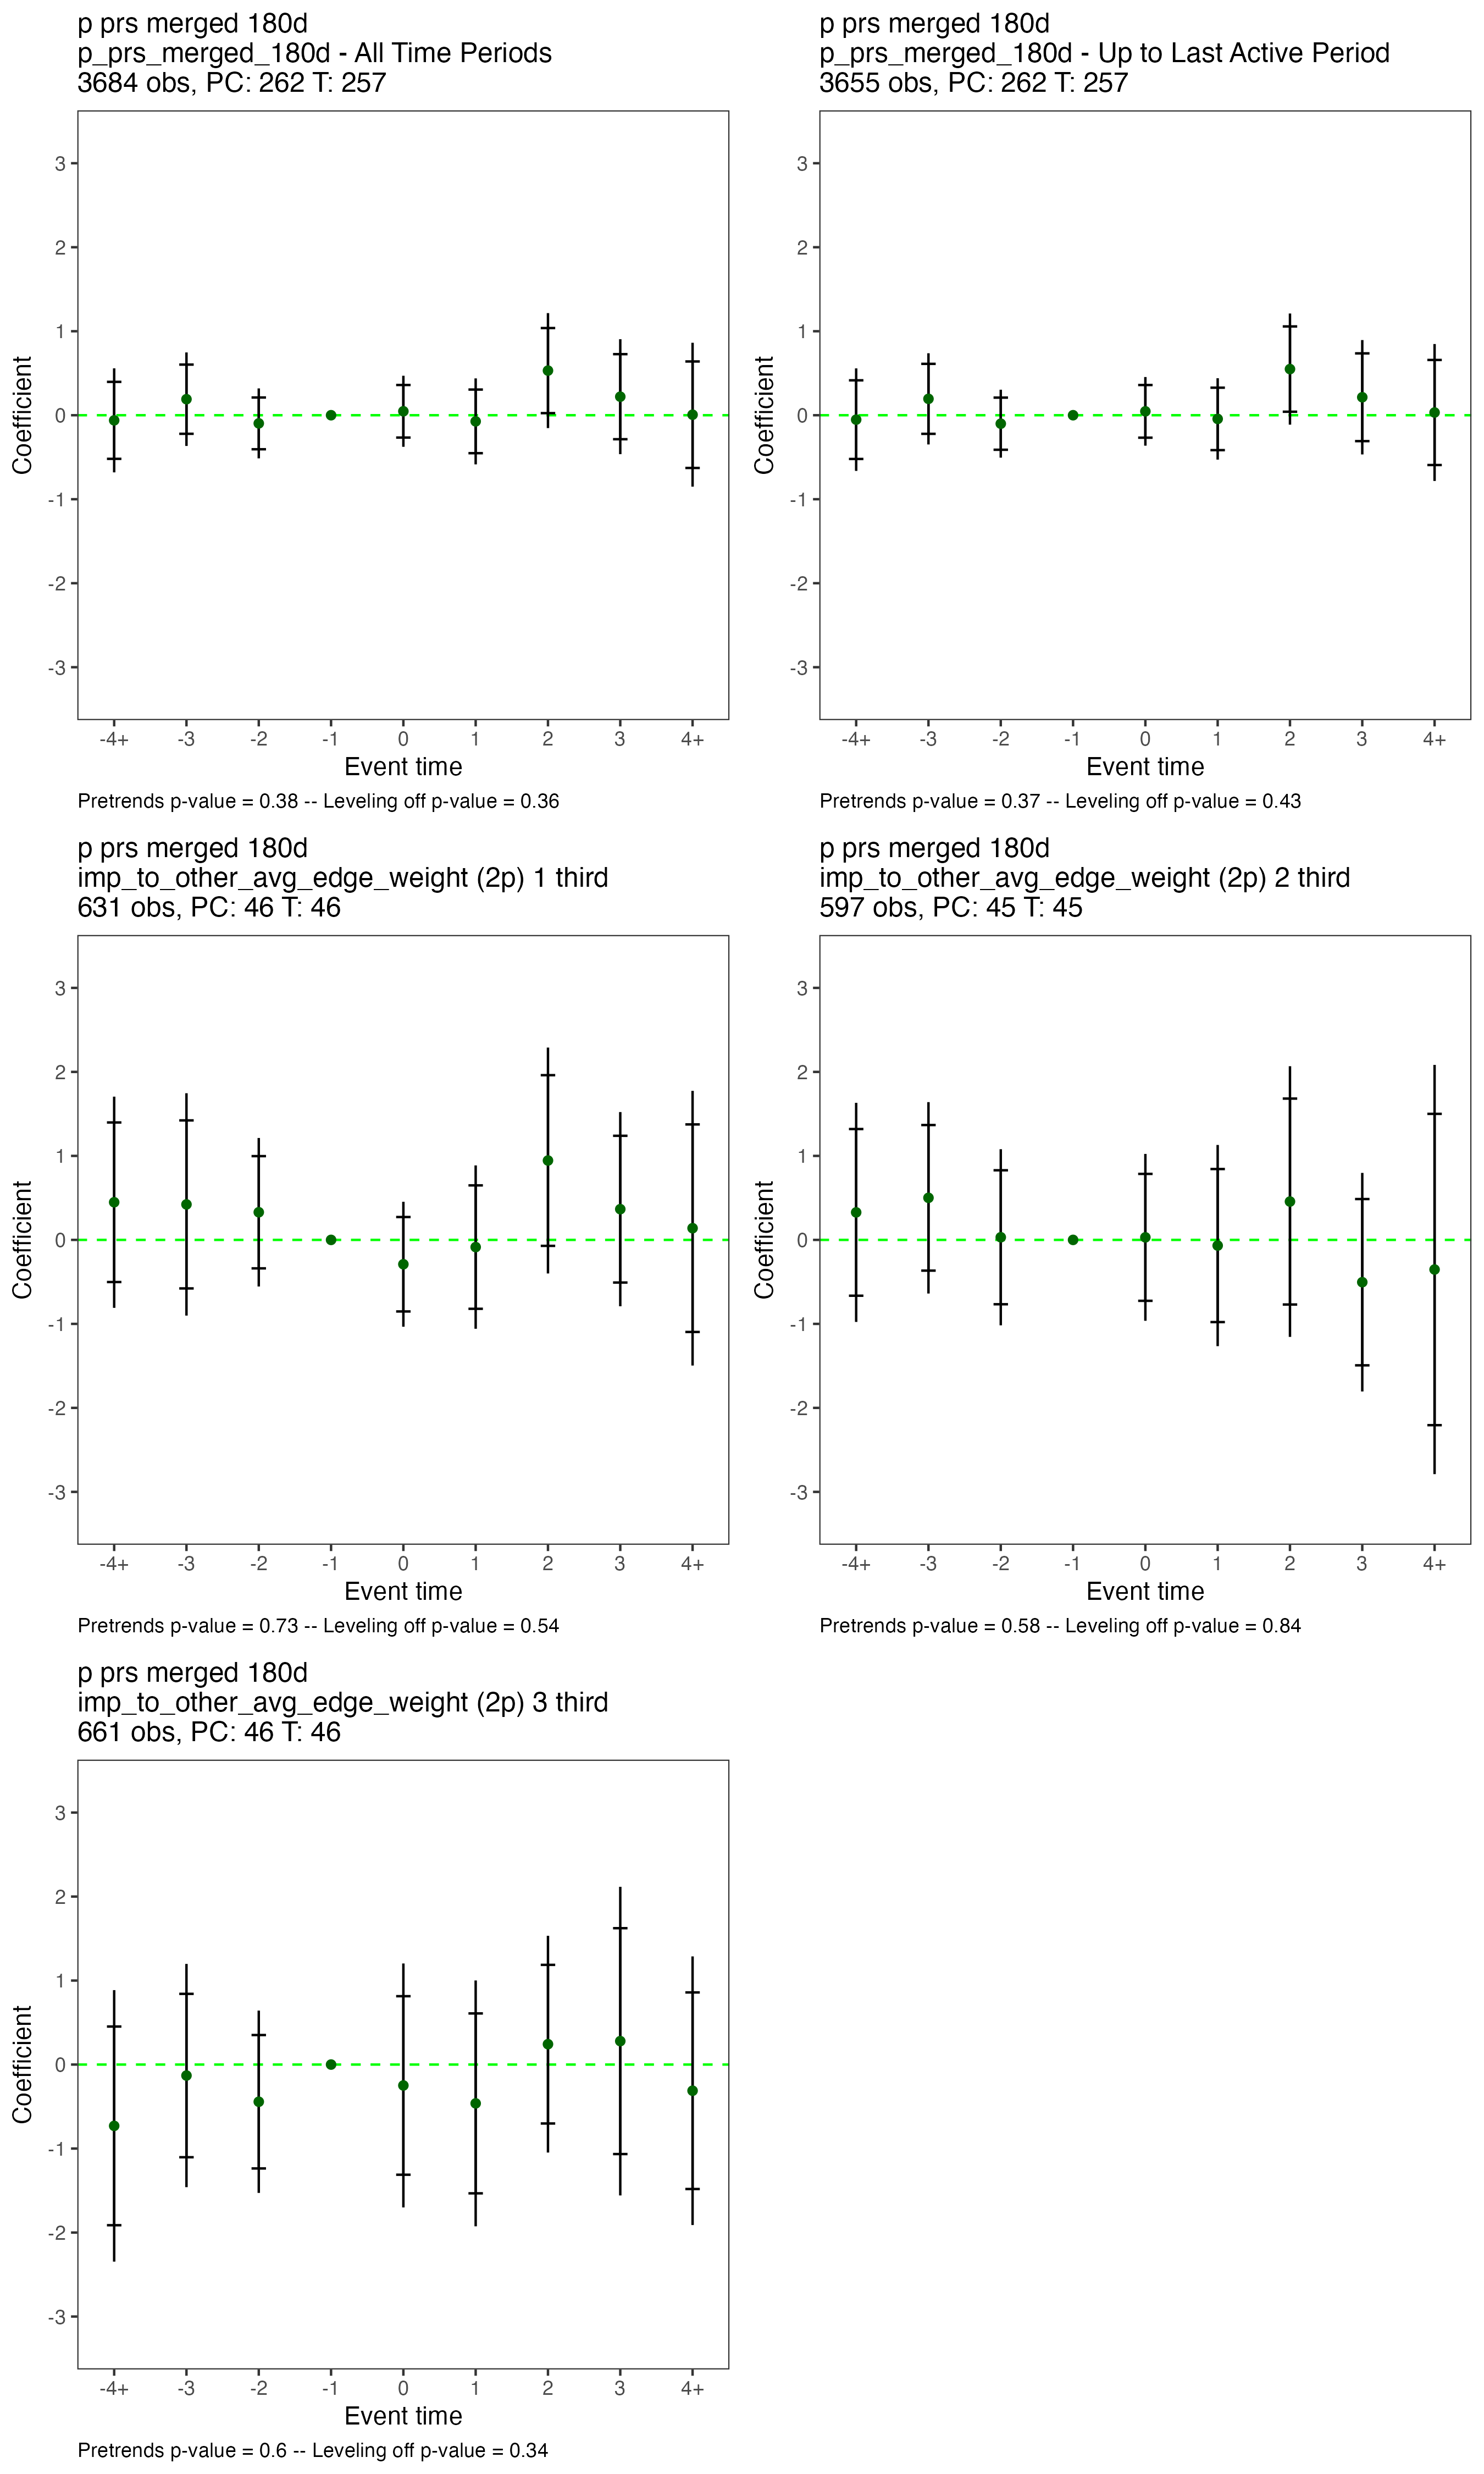 p prs merged 180d
p_prs_merged_180d - All Time Periods
3684 obs, PC: 262 T: 257
Coefficient
3
2
1
0
-1
-2
-3
-4+ -3 -2 -1 0 1 2 3 4+
Event time
Pretrends p-value = 0.38 -- Leveling off p-value = 0.36
p prs merged 180d
p_prs_merged_180d - Up to Last Active Period
3655 obs, PC: 262 T: 257
Coefficient
3
2
1
0
-1
-2
-3
-4+ -3 -2 -1 0 1 2 3 4+
Event time
Pretrends p-value = 0.37 -- Leveling off p-value = 0.43
p prs merged 180d
imp_to_other_avg_edge_weight (2p) 1 third
631 obs, PC: 46 T: 46
Coefficient
3
2
1
0
-1
-2
-3
-4+ -3 -2 -1 0 1 2 3 4+
Event time
Pretrends p-value = 0.73 -- Leveling off p-value = 0.54
p prs merged 180d
imp_to_other_avg_edge_weight (2p) 2 third
597 obs, PC: 45 T: 45
Coefficient
3
2
1
0
-1
-2
-3
-4+ -3 -2 -1 0 1 2 3 4+
Event time
Pretrends p-value = 0.58 -- Leveling off p-value = 0.84
p prs merged 180d
imp_to_other_avg_edge_weight (2p) 3 third
661 obs, PC: 46 T: 46
Coefficient
3
2
1
0
-1
-2
-3
-4+ -3 -2 -1 0 1 2 3 4+
Event time
Pretrends p-value = 0.6 -- Leveling off p-value = 0.34